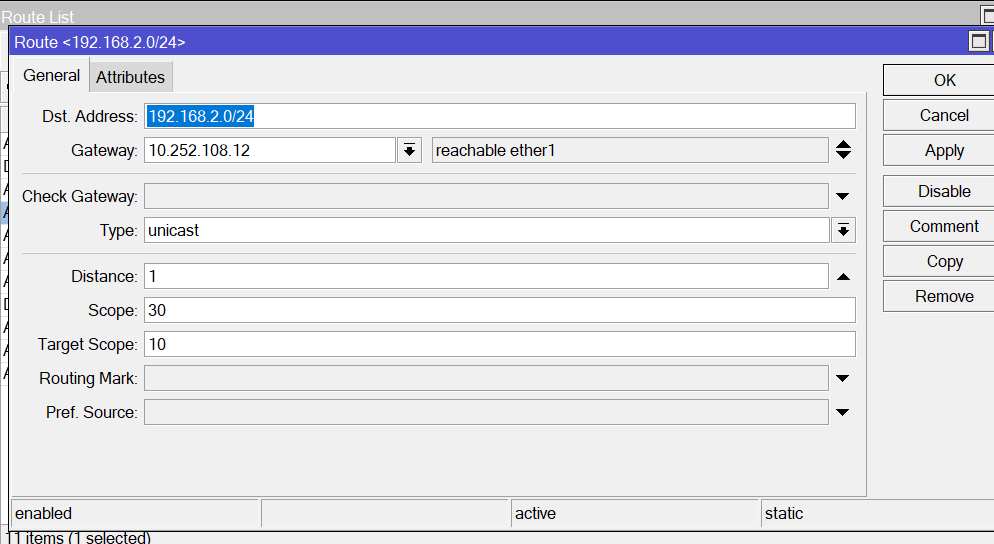 Route List
Route <192.168.2.0/24>
General Attributes
Dst. Address: 192.168.2.0/24
Gateway: 10.252.108.12 reachable ether1
Check Gateway:
Type: unicast
Distance: 1
Scope: 30
Target Scope: 10
Routing Mark:
Pref. Source:
OK
Cancel
Apply
Disable
Comment
Copy
Remove
enabled active static
11 items (1 selected)